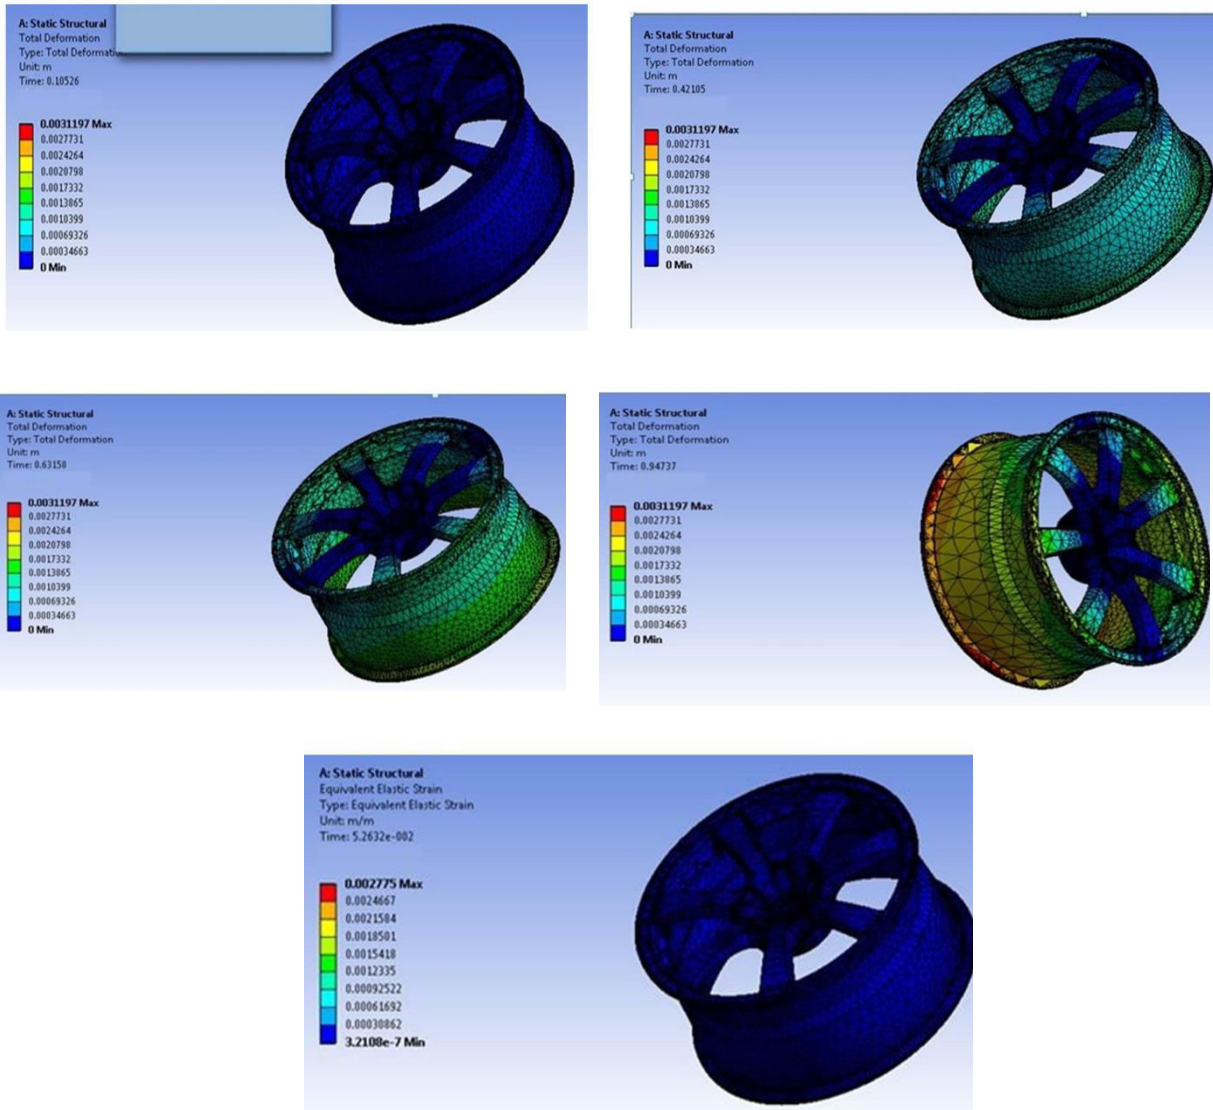 A: Static Structural
Total Deformation
Type: Total Deformatio
Unit: m
Time: 0.10526
0.0031197 Max
0.0027731
0.0024264
0.0020798
0.0017332
0.0013865
0.0010399
0.00069326
0.00034663
0 Min
A: Static Structural
Total Deformation
Type: Total Deformation
Unit: m
Time: 0.42105
0.0031197 Max
0.0027731
0.0024264
0.0020798
0.0017332
0.0013865
0.0010399
0.00069326
0.00034663
0 Min
A: Static Structural
Total Deformation
Type: Total Deformation
Unit: m
Time: 0.63158
0.0031197 Max
0.0027731
0.0024264
0.0020798
0.0017332
0.0013865
0.0010399
0.00069326
0.00034663
0 Min
A: Static Structural
Total Deformation
Type: Total Deformation
Unit: m
Time: 0.94737
0.0031197 Max
0.0027731
0.0024264
0.0020798
0.0017332
0.0013865
0.0010399
0.00069326
0.00034663
0 Min
A: Static Structural
Equivalent Elastic Strain
Type: Equivalent Elastic Strain
Unit: m/m
Time: 5.2632e-002
0.002775 Max
0.0024667
0.0021584
0.0018501
0.0015418
0.0012335
0.00092522
0.00061692
0.00030862
3.2108e-7 Min